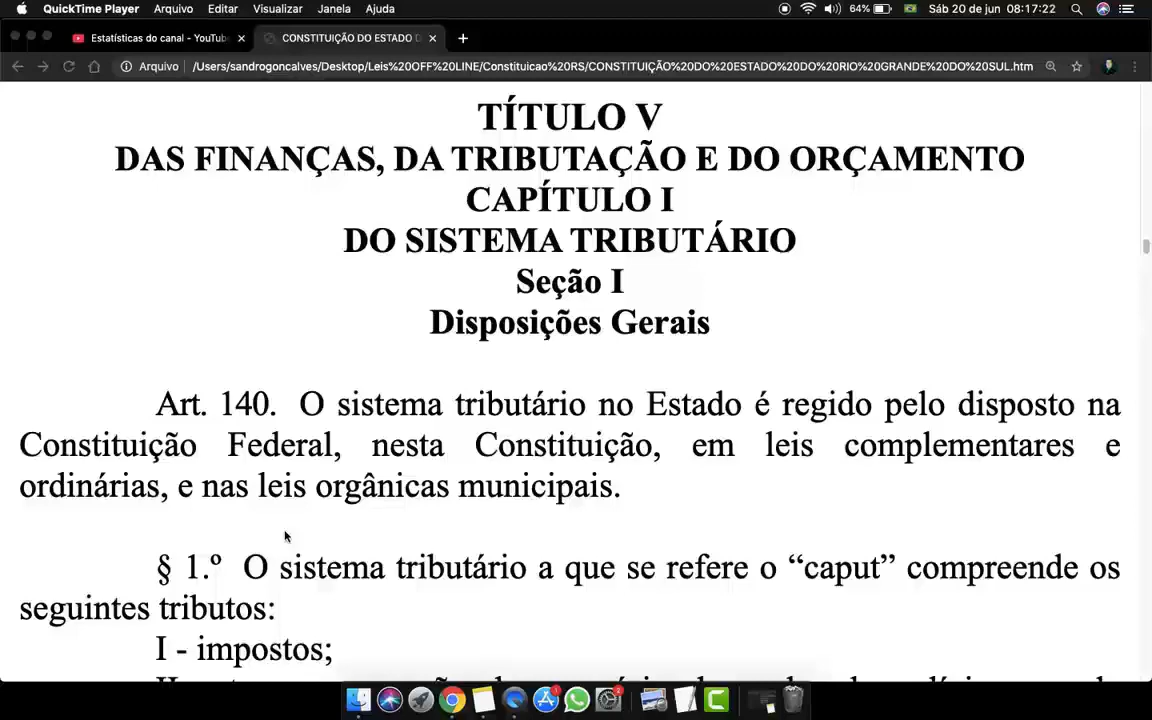 QuickTime Player Arquivo Editar Visualizar Janela Ajuda 64% Sáb 20 de jun 08:17:22
Estatísticas do canal - YouTub × CONSTITUIÇÃO DO ESTADO D × +
Arquivo /Users/sandrogoncalves/Desktop/Leis%20OFF%20LINE/Constituicao%20RS/CONSTITUIÇÃO%20DO%20ESTADO%20DO%20RIO%20GRANDE%20DO%20SUL.htm
TÍTULO V
DAS FINANÇAS, DA TRIBUTAÇÃO E DO ORÇAMENTO
CAPÍTULO I
DO SISTEMA TRIBUTÁRIO
Seção I
Disposições Gerais
Art. 140. O sistema tributário no Estado é regido pelo disposto na
Constituição Federal, nesta Constituição, em leis complementares e
ordinárias, e nas leis orgânicas municipais.
§ 1.º O sistema tributário a que se refere o “caput” compreende os
seguintes tributos:
I - impostos;